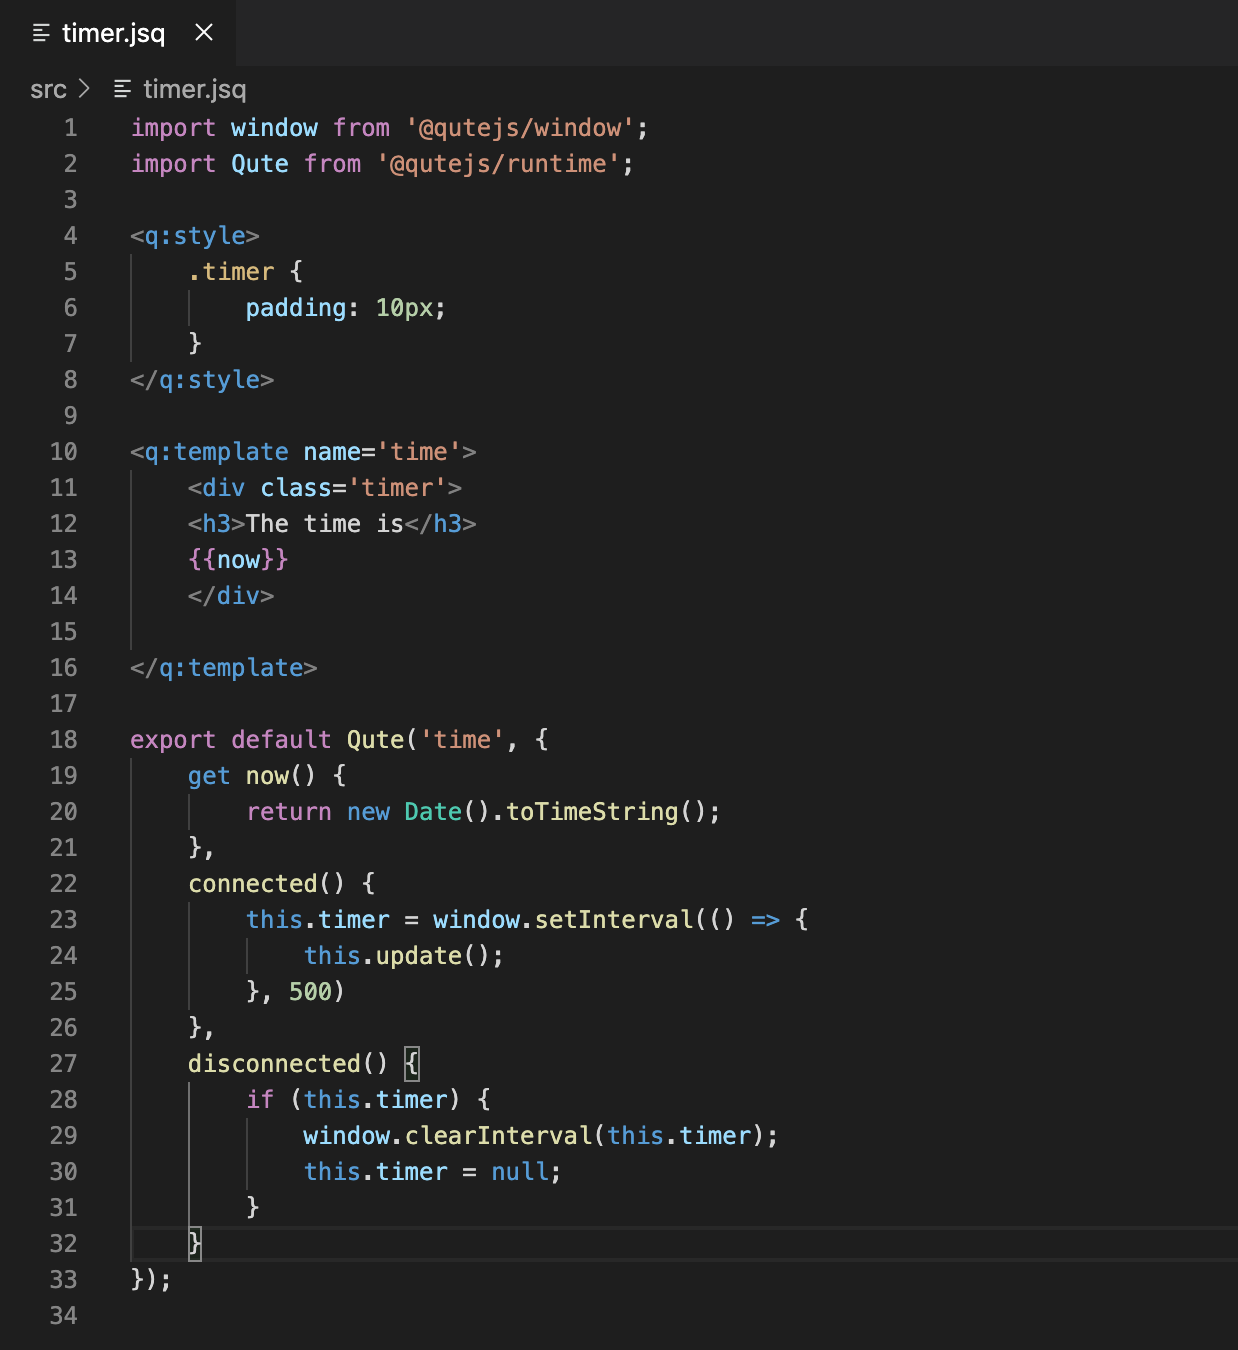 timer.jsq
src > timer.jsq
1 import window from '@qutejs/window';
2 import Qute from '@qutejs/runtime';
3
4 <q:style>
5     .timer {
6         padding: 10px;
7     }
8 </q:style>
9
10 <q:template name='time'>
11     <div class='timer'>
12     <h3>The time is</h3>
13     {{now}}
14     </div>
15
16 </q:template>
17
18 export default Qute('time', {
19     get now() {
20         return new Date().toTimeString();
21     },
22     connected() {
23         this.timer = window.setInterval(() => {
24             this.update();
25         }, 500)
26     },
27     disconnected() {
28         if (this.timer) {
29             window.clearInterval(this.timer);
30             this.timer = null;
31         }
32     }
33 });
34